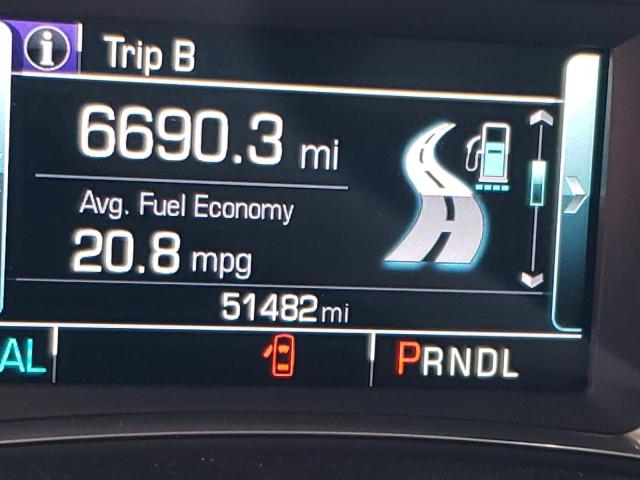 Trip B
6690.3 mi
Avg. Fuel Economy
20.8 mpg
51482 mi
AL PRNDL